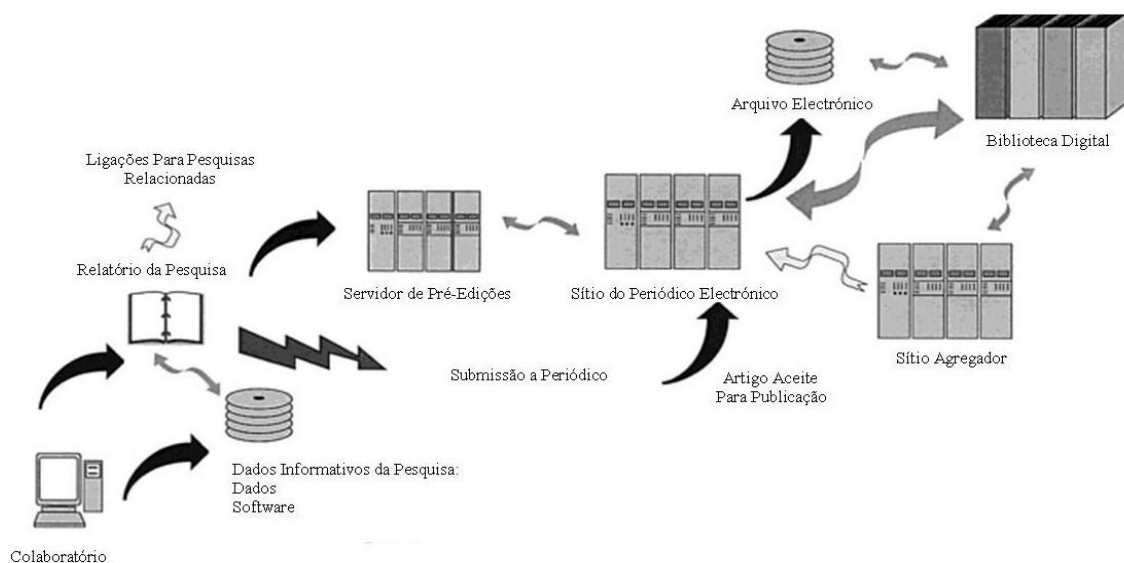 Arquivo Electrónico
Biblioteca Digital
Ligações Para Pesquisas
Relacionadas
Relatório da Pesquisa
Servidor de Pré-Edições
Sítio do Periódico Electrónico
Sítio Agregador
Submissão a Periódico
Artigo Aceite
Para Publicação
Dados Informativos da Pesquisa:
Dados
Software
Colaboratório